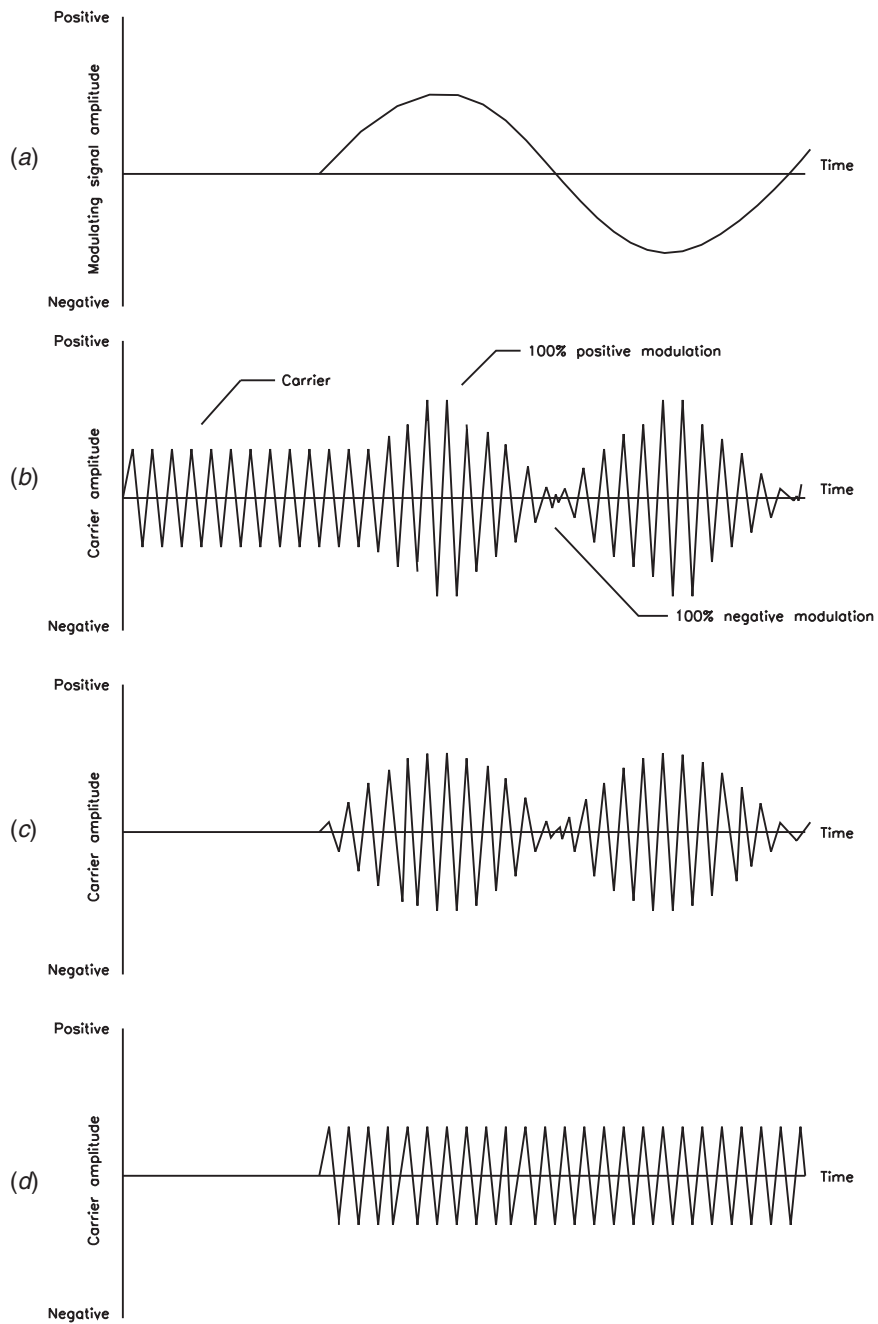 Positive
Modulating signal amplitude
(a)
Time
Negative
Positive
100% positive modulation
Carrier
Carrier amplitude
(b)
Time
100% negative modulation
Negative
Positive
Carrier amplitude
(c)
Time
Negative
Positive
Carrier amplitude
(d)
Time
Negative